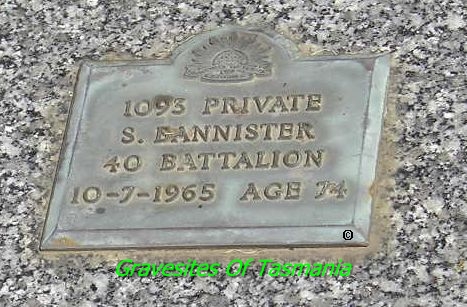 1093 PRIVATE
S. BANNISTER
40 BATTALION
10-7-1965 AGE 74
©
Gravesites Of Tasmania